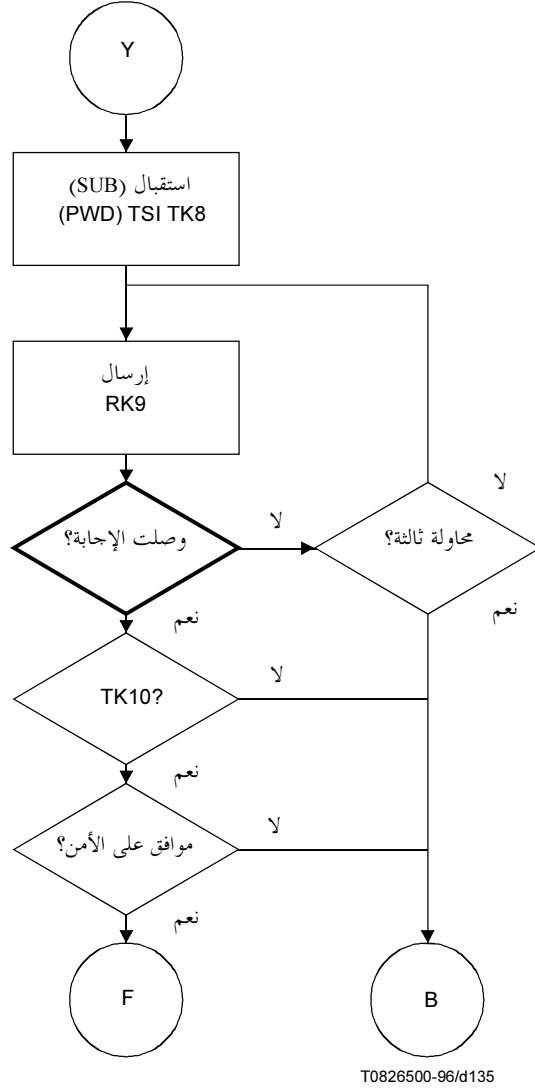 Y
استقبال (SUB)
(PWD) TSI TK8
إرسال
RK9
لا
وصلت الإجابة؟
لا
محاولة ثالثة؟
نعم
نعم
TK10?
لا
نعم
موافق على الأمن؟
لا
نعم
F
B
T0826500-96/d135